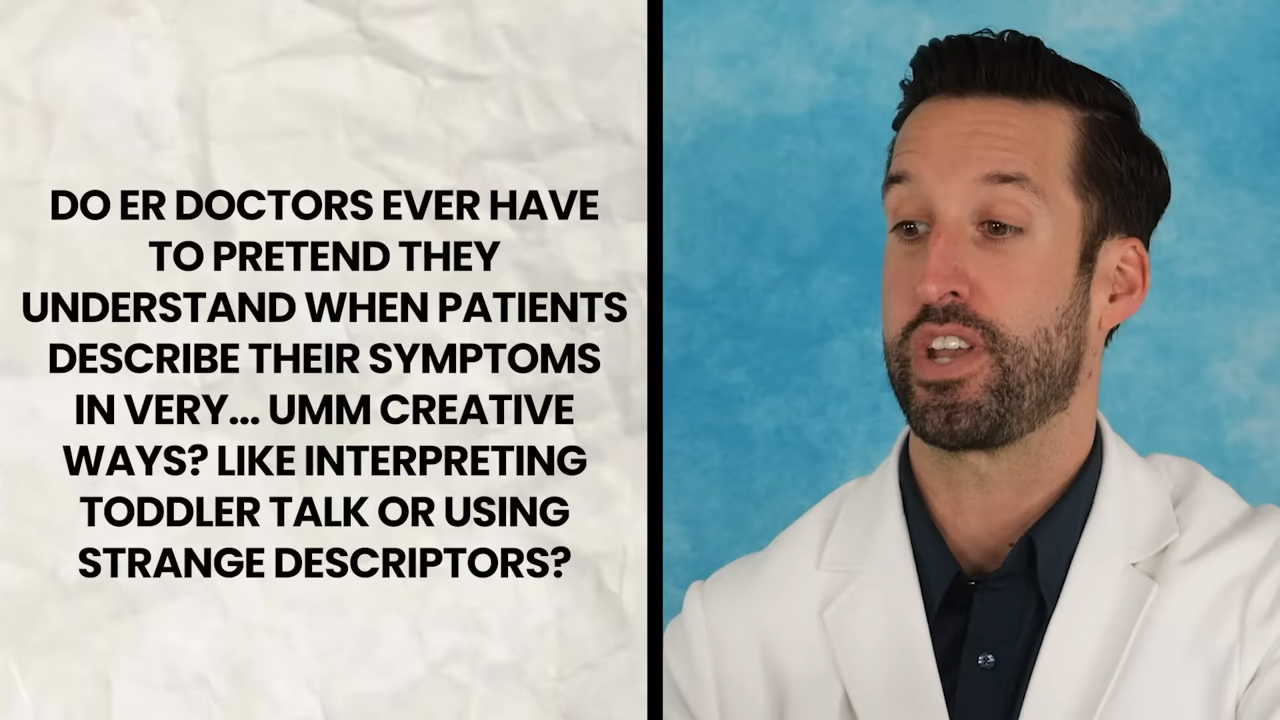 DO ER DOCTORS EVER HAVE
TO PRETEND THEY
UNDERSTAND WHEN PATIENTS
DESCRIBE THEIR SYMPTOMS
IN VERY... UMM CREATIVE
WAYS? LIKE INTERPRETING
TODDLER TALK OR USING
STRANGE DESCRIPTORS?